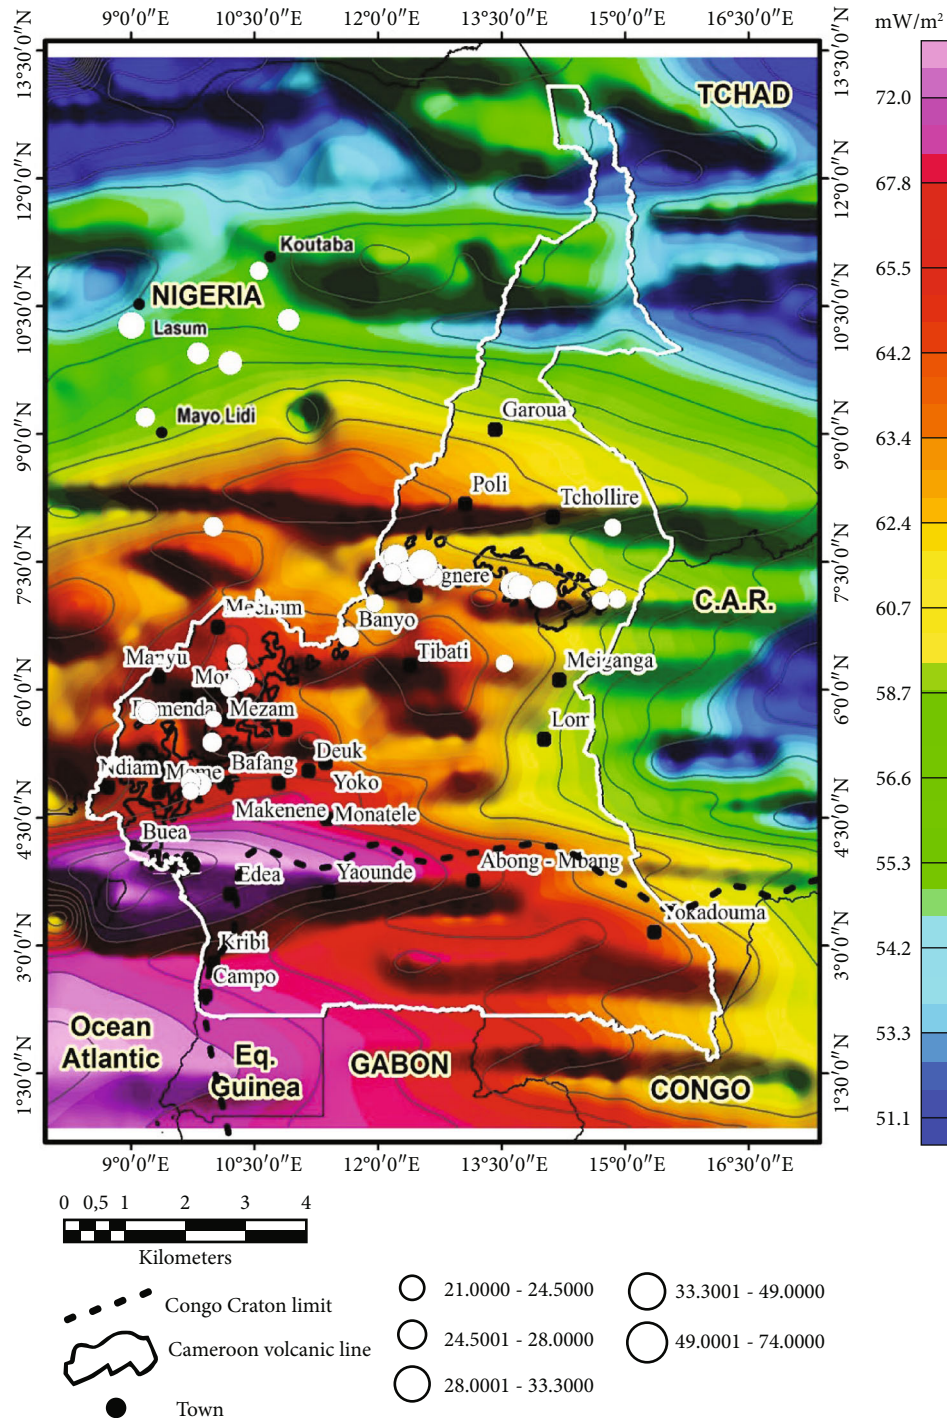 mW/m²
9°0′0″E 10°30′0″E 12°0′0″E 13°30′0″E 15°0′0″E 16°30′0″E
13°30′0″N
12°0′0″N
10°30′0″N
9°0′0″N
7°30′0″N
6°0′0″N
4°30′0″N
3°0′0″N
1°30′0″N
TCHAD
Koutaba
NIGERIA
Lasum
Mayo Lidi
Garoua
Poli
Tchollire
gnere
C.A.R.
Banyo
Manyu
Tibati
Meiganga
Mezam
Lom
Ndiam
Mome
Bafang
Deuk
Yoko
Makenene
Monatele
Buea
Edea
Yaounde
Abong - Mbang
Yokadouma
Kribi
Campo
Ocean
Atlantic
Eq.
Guinea
GABON
CONGO
13°30′0″N
12°0′0″N
10°30′0″N
9°0′0″N
7°30′0″N
6°0′0″N
4°30′0″N
3°0′0″N
1°30′0″N
72.0
67.8
65.5
64.2
63.4
62.4
60.7
58.7
56.6
55.3
54.2
53.3
51.1
9°0′0″E 10°30′0″E 12°0′0″E 13°30′0″E 15°0′0″E 16°30′0″E
0 0,5 1 2 3 4
Kilometers
Congo Craton limit
Cameroon volcanic line
Town
21.0000 - 24.5000
24.5001 - 28.0000
28.0001 - 33.3000
33.3001 - 49.0000
49.0001 - 74.0000